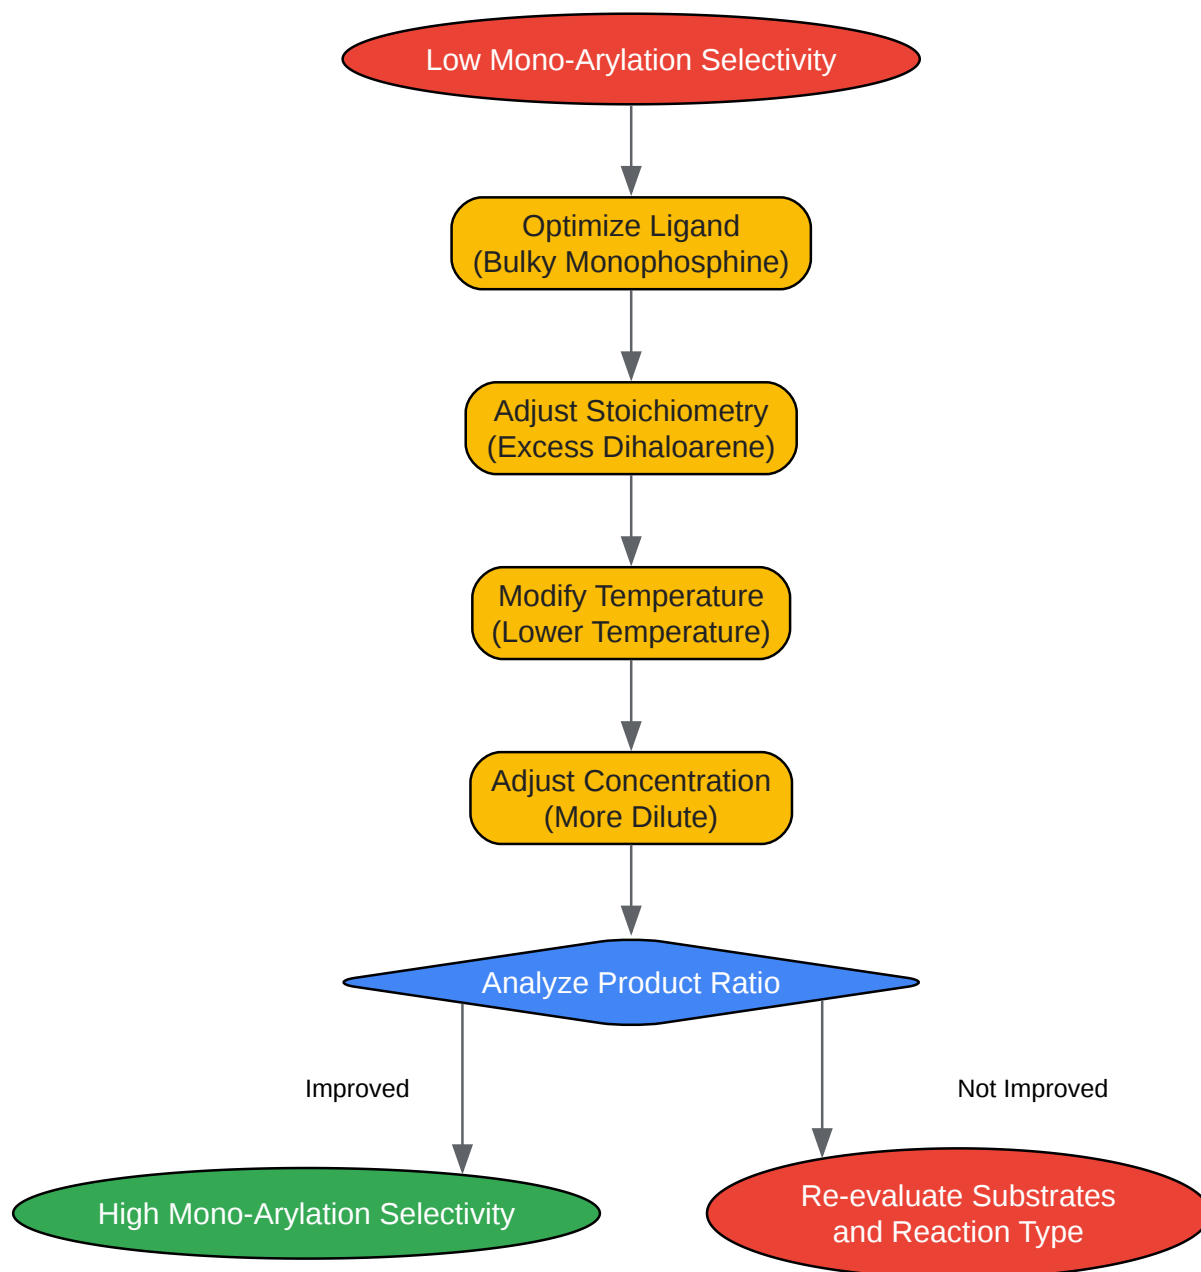 Low Mono-Arylation Selectivity
Optimize Ligand
(Bulky Monophosphine)
Adjust Stoichiometry
(Excess Dihaloarene)
Modify Temperature
(Lower Temperature)
Adjust Concentration
(More Dilute)
Analyze Product Ratio
Improved
Not Improved
High Mono-Arylation Selectivity
Re-evaluate Substrates
and Reaction Type